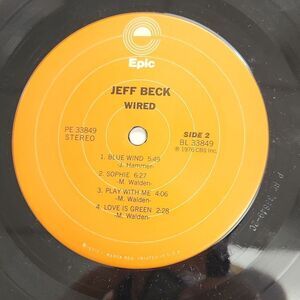 Epic
JEFF BECK
WIRED
PE 33849
STEREO
SIDE 2
BL 33849
℗ 1976 CBS Inc.
1. BLUE WIND 5:49
-J. Hammer-
2. SOPHIE 6:27
-M. Walden-
3. PLAY WITH ME 4:06
-M. Walden-
4. LOVE IS GREEN 2:28
-M. Walden-